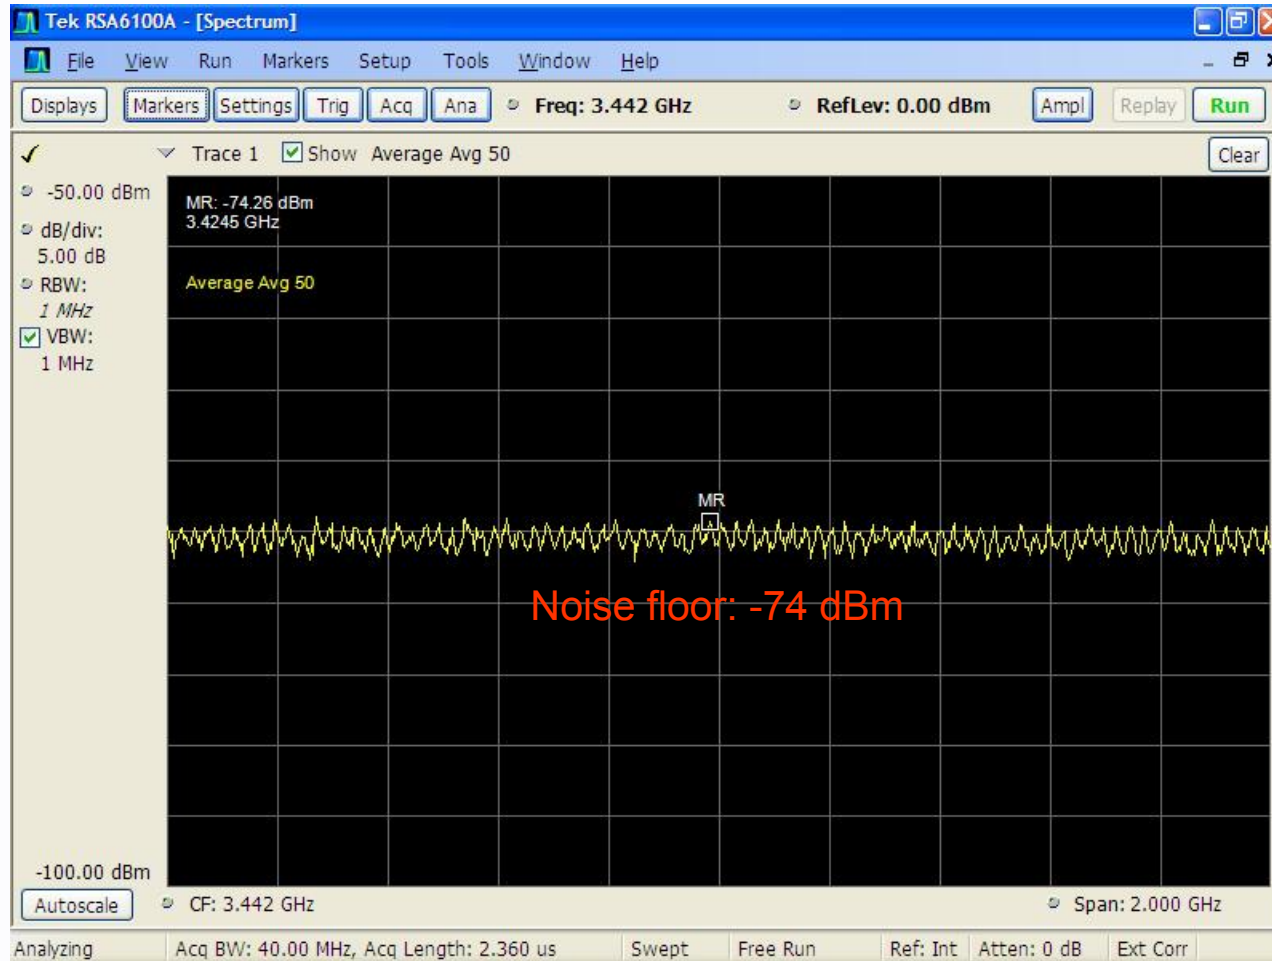 Tek RSA6100A - [Spectrum]
File View Run Markers Setup Tools Window Help
Displays Markers Settings Trig Acq Ana Freq: 3.442 GHz RefLev: 0.00 dBm Ampl Replay Run
Trace 1 Show Average Avg 50 Clear
-50.00 dBm
dB/div:
5.00 dB
RBW:
1 MHz
VBW:
1 MHz
MR: -74.26 dBm
3.4245 GHz
Average Avg 50
MR
Noise floor: -74 dBm
-100.00 dBm
Autoscale CF: 3.442 GHz Span: 2.000 GHz
Analyzing Acq BW: 40.00 MHz, Acq Length: 2.360 us Swept Free Run Ref: Int Atten: 0 dB Ext Corr